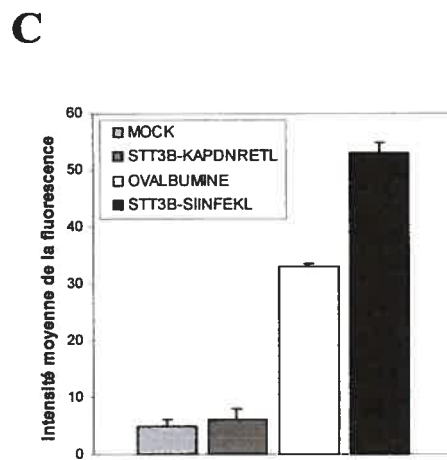 C
60
50
40
30
20
10
0
Intensité moyenne de la fluorescence
MOCK
STT3B-KAPDNRETL
OVALBUMINE
STT3B-SIINFEKL